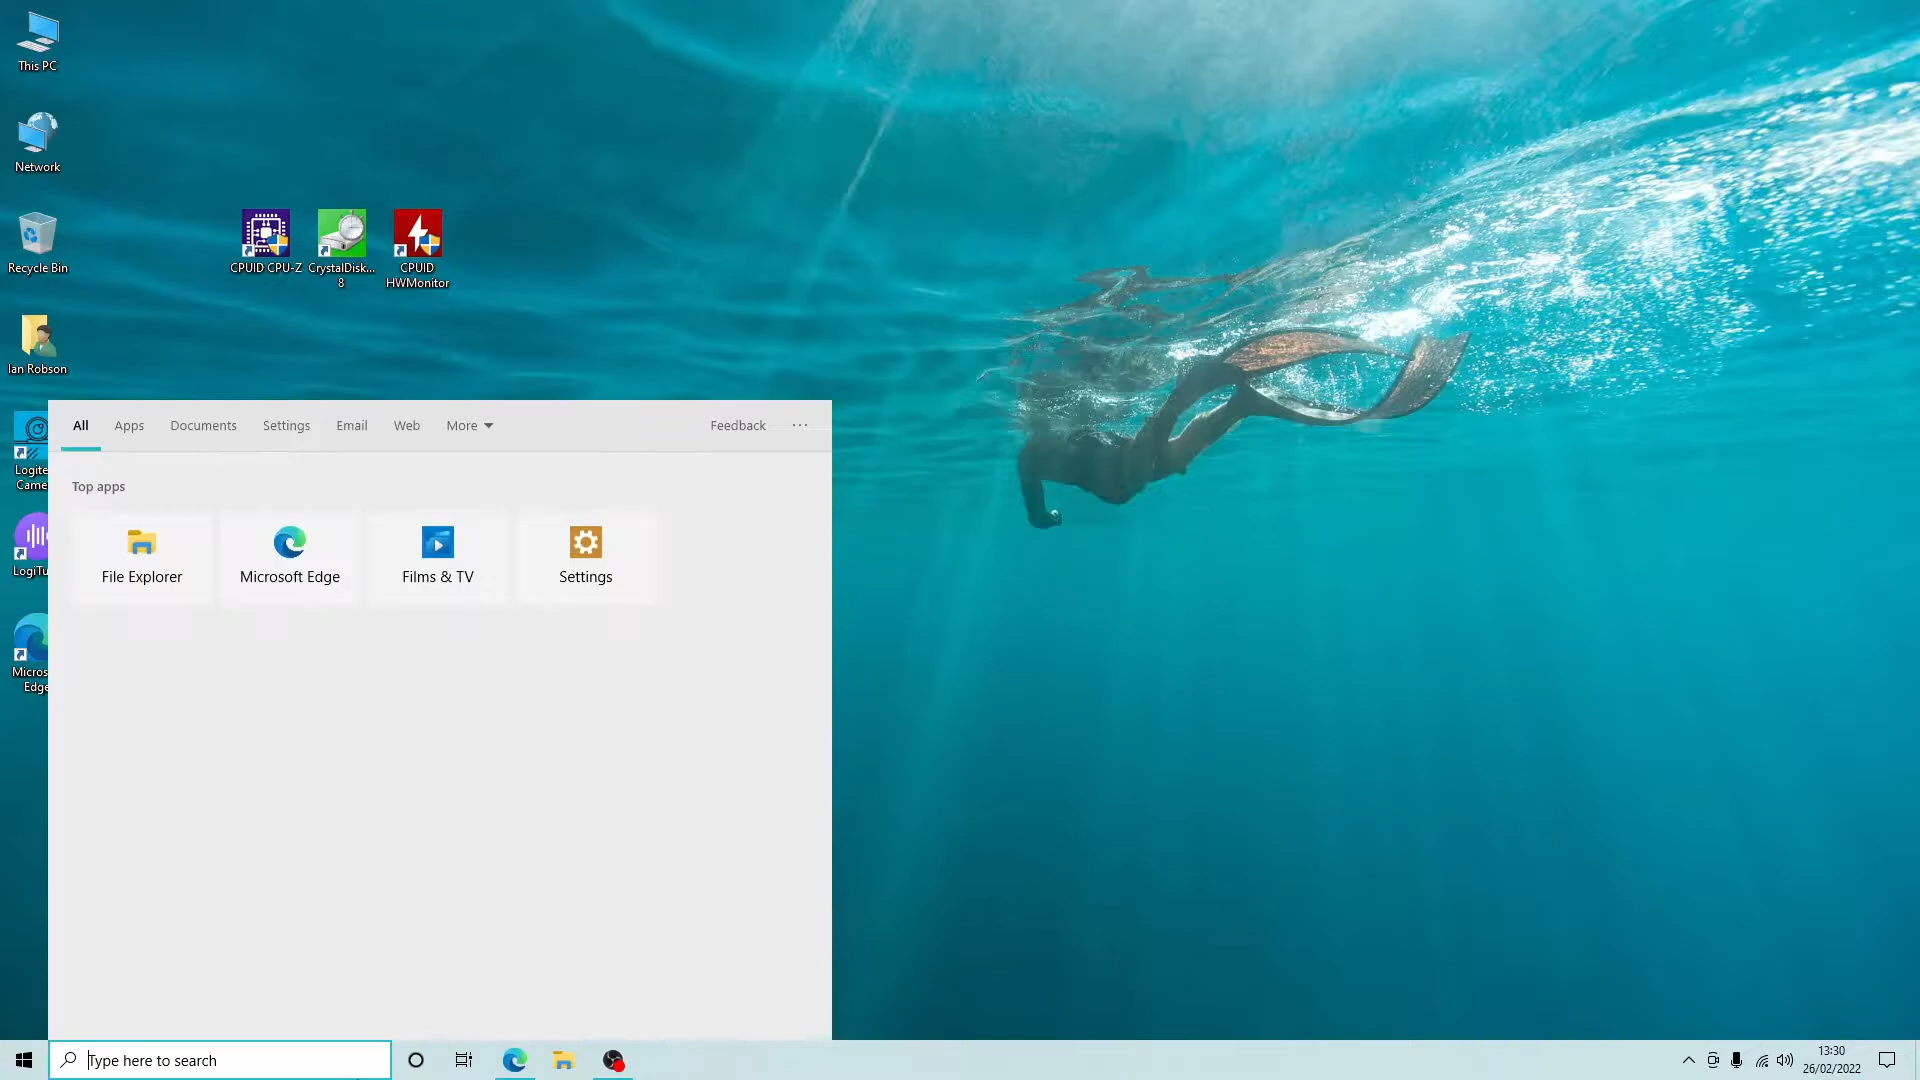 This PC
Network
Recycle Bin
CPUID CPU-Z
CrystalDisk...
8
CPUID
HWMonitor
Ian Robson
Logite
Came
LogiTu
Micros
Edge
All Apps Documents Settings Email Web More Feedback ...
Top apps
File Explorer Microsoft Edge Films & TV Settings
Type here to search
13:30
26/02/2022